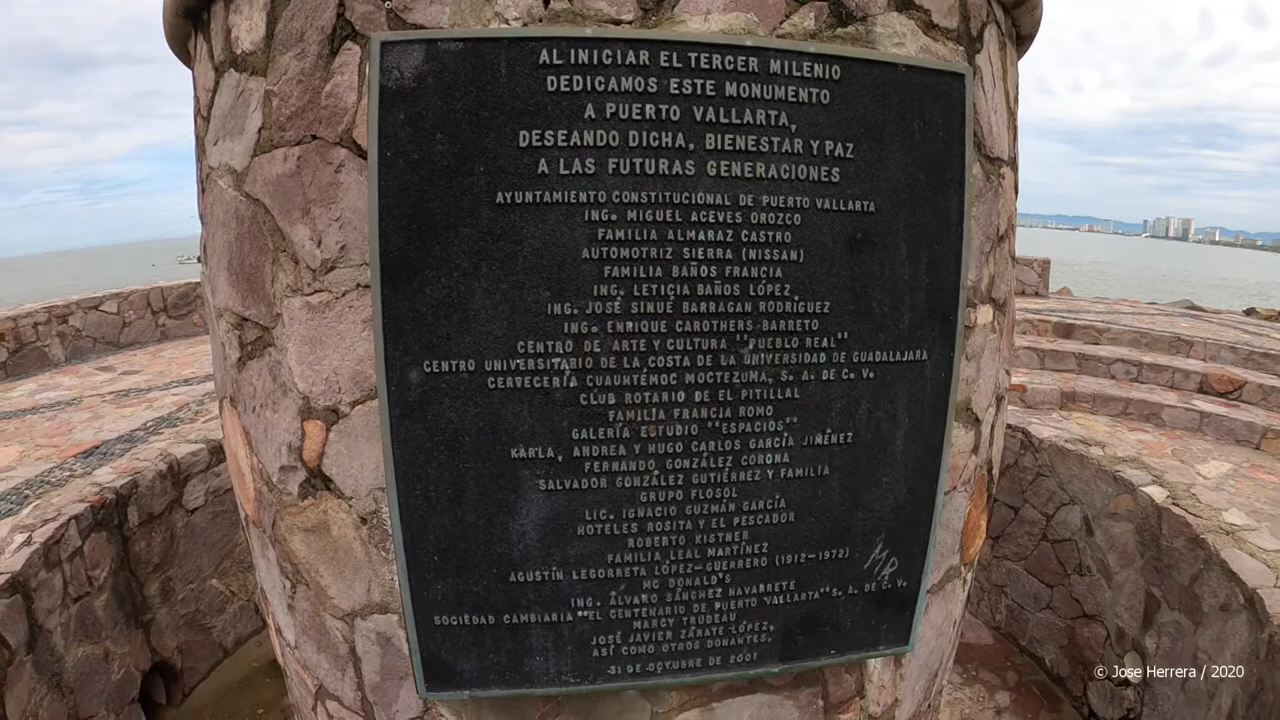 AL INICIAR EL TERCER MILENIO
DEDICAMOS ESTE MONUMENTO
A PUERTO VALLARTA,
DESEANDO DICHA, BIENESTAR Y PAZ
A LAS FUTURAS GENERACIONES
AYUNTAMIENTO CONSTITUCIONAL DE PUERTO VALLARTA
ING. MIGUEL ACEVES OROZCO
FAMILIA ALMARAZ CASTRO
AUTOMOTRIZ SIERRA (NISSAN)
FAMILIA BAÑOS FRANCIA
ING. LETICIA BAÑOS LÓPEZ
ING. JOSÉ SINUÉ BARRAGAN RODRÍGUEZ
ING. ENRIQUE CAROTHERS BARRETO
CENTRO DE ARTE Y CULTURA "PUEBLO REAL"
CENTRO UNIVERSITARIO DE LA COSTA DE LA UNIVERSIDAD DE GUADALAJARA
CERVECERÍA CUAUHTÉMOC MOCTEZUMA, S. A. DE C. V.
CLUB ROTARIO DE EL PITILLAL
FAMILIA FRANCIA ROMO
GALERÍA ESTUDIO "ESPACIOS"
KARLA, ANDREA Y HUGO CARLOS GARCÍA JIMÉNEZ
FERNANDO GONZÁLEZ CORONA
SALVADOR GONZÁLEZ GUTIÉRREZ Y FAMILIA
GRUPO FLOSOL
LIC. IGNACIO GUZMÁN GARCÍA
HOTELES ROSITA Y EL PESCADOR
ROBERTO KISTNER
FAMILIA LEAL MARTÍNEZ
AGUSTÍN LEGORRETA LÓPEZ-GUERRERO (1912-1972)
MC DONALD'S
ING. ÁLVARO SÁNCHEZ NAVARRETE
SOCIEDAD CAMBIARIA "EL CENTENARIO DE PUERTO VALLARTA" S. A. DE C. V.
MARCY TRUDEAU
JOSÉ JAVIER ZÁRATE LÓPEZ,
ASÍ COMO OTROS DONANTES.
31 DE OCTUBRE DE 2001
MR
© Jose Herrera / 2020